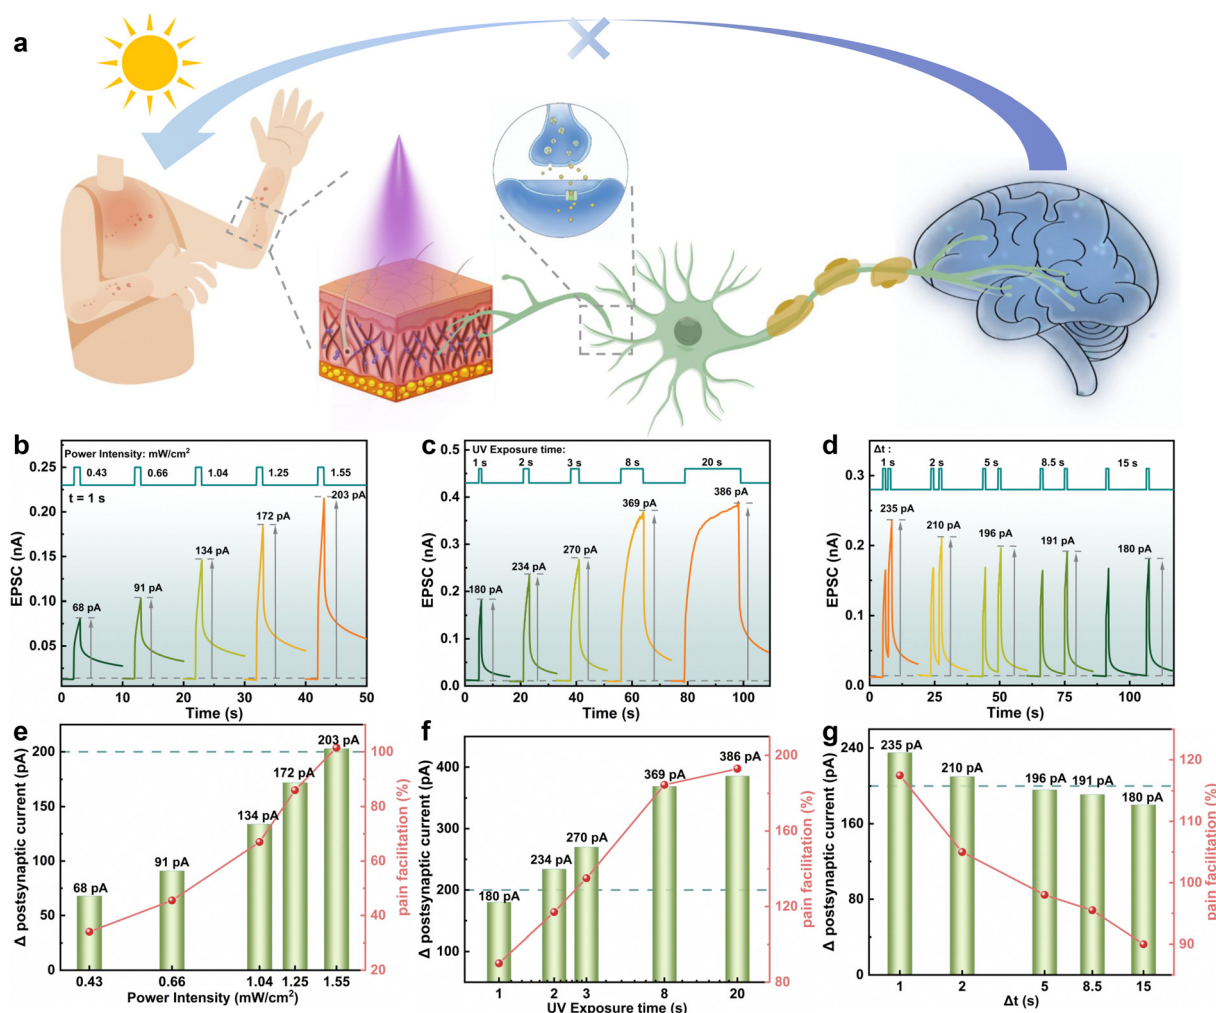 a
b
Power Intensity: mW/cm²
0.43 0.66 1.04 1.25 1.55
t = 1 s
68 pA
91 pA
134 pA
172 pA
203 pA
EPSC (nA)
0.25
0.20
0.15
0.10
0.05
0 10 20 30 40 50
Time (s)
c
UV Exposure time:
1 s 2 s 3 s 8 s 20 s
180 pA
234 pA
270 pA
369 pA
386 pA
EPSC (nA)
0.5
0.4
0.3
0.2
0.1
0.0
0 20 40 60 80 100
Time (s)
d
Δt :
1 s 2 s 5 s 8.5 s 15 s
235 pA
210 pA
196 pA
191 pA
180 pA
EPSC (nA)
0.3
0.2
0.1
0.0
0 25 50 75 100
Time (s)
e
68 pA
91 pA
134 pA
172 pA
203 pA
Δ postsynaptic current (pA)
200
175
150
125
100
75
50
25
0
0.43 0.66 1.04 1.25 1.55
Power Intensity (mW/cm²)
100
80
60
40
20
pain facilitation (%)
f
180 pA
234 pA
270 pA
369 pA
386 pA
Δ postsynaptic current (pA)
400
300
200
100
1 2 3 8 20
UV Exposure time (s)
200
160
120
80
pain facilitation (%)
g
235 pA
210 pA
196 pA
191 pA
180 pA
Δ postsynaptic current (pA)
240
160
80
0
1 2 5 8.5 15
Δt (s)
120
110
100
90
pain facilitation (%)